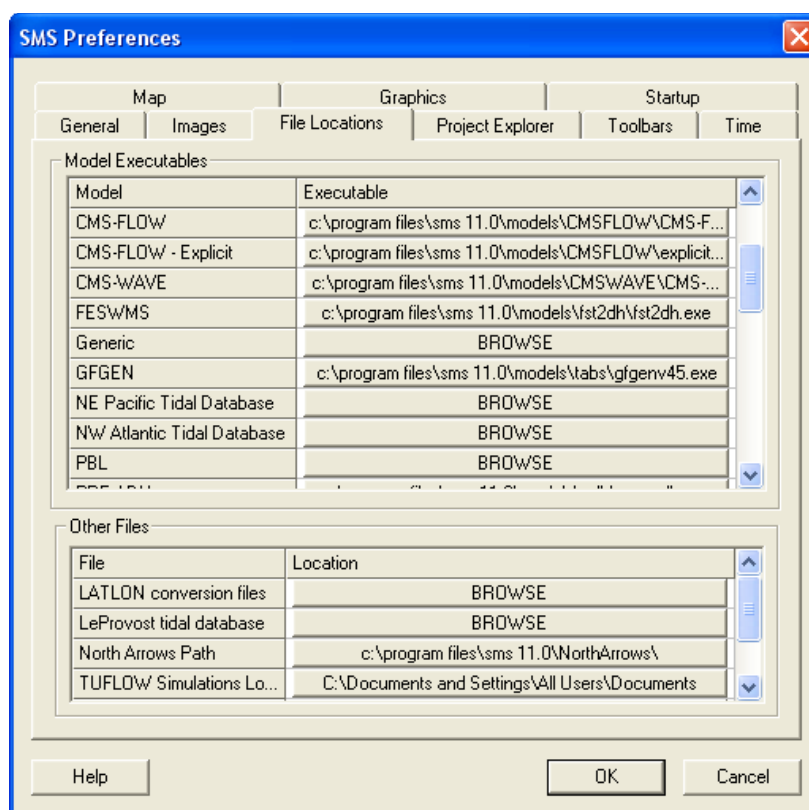 SMS Preferences
Map Graphics Startup
General Images File Locations Project Explorer Toolbars Time
Model Executables
Model Executable
CMS-FLOW c:\program files\sms 11.0\models\CMSFLOW\CMS-F...
CMS-FLOW - Explicit c:\program files\sms 11.0\models\CMSFLOW\explicit...
CMS-WAVE c:\program files\sms 11.0\models\CMSWAVE\CMS-...
FESWMS c:\program files\sms 11.0\models\fst2dh\fst2dh.exe
Generic BROWSE
GFGEN c:\program files\sms 11.0\models\tabs\gfgenv45.exe
NE Pacific Tidal Database BROWSE
NW Atlantic Tidal Database BROWSE
PBL BROWSE
Other Files
File Location
LATLON conversion files BROWSE
LeProvost tidal database BROWSE
North Arrows Path c:\program files\sms 11.0\NorthArrows\
TUFLOW Simulations Lo... C:\Documents and Settings\All Users\Documents
Help OK Cancel